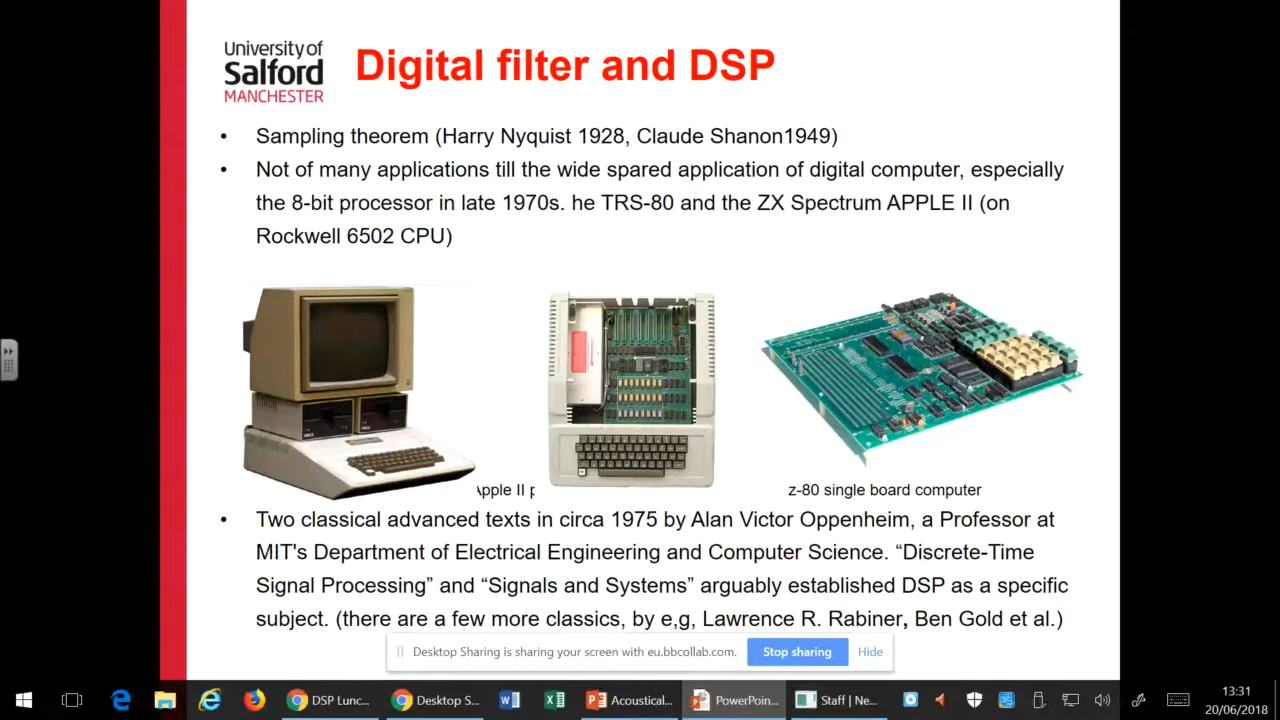 University of
Salford
MANCHESTER
Digital filter and DSP
• Sampling theorem (Harry Nyquist 1928, Claude Shanon1949)
• Not of many applications till the wide spared application of digital computer, especially
the 8-bit processor in late 1970s. he TRS-80 and the ZX Spectrum APPLE II (on
Rockwell 6502 CPU)
Apple II p
z-80 single board computer
• Two classical advanced texts in circa 1975 by Alan Victor Oppenheim, a Professor at
MIT's Department of Electrical Engineering and Computer Science. “Discrete-Time
Signal Processing” and “Signals and Systems” arguably established DSP as a specific
subject. (there are a few more classics, by e,g, Lawrence R. Rabiner, Ben Gold et al.)
Desktop Sharing is sharing your screen with eu.bbcollab.com.
Stop sharing
Hide
DSP Lunc...
Desktop S...
Acoustical...
PowerPoin...
Staff | Ne...
13:31
20/06/2018